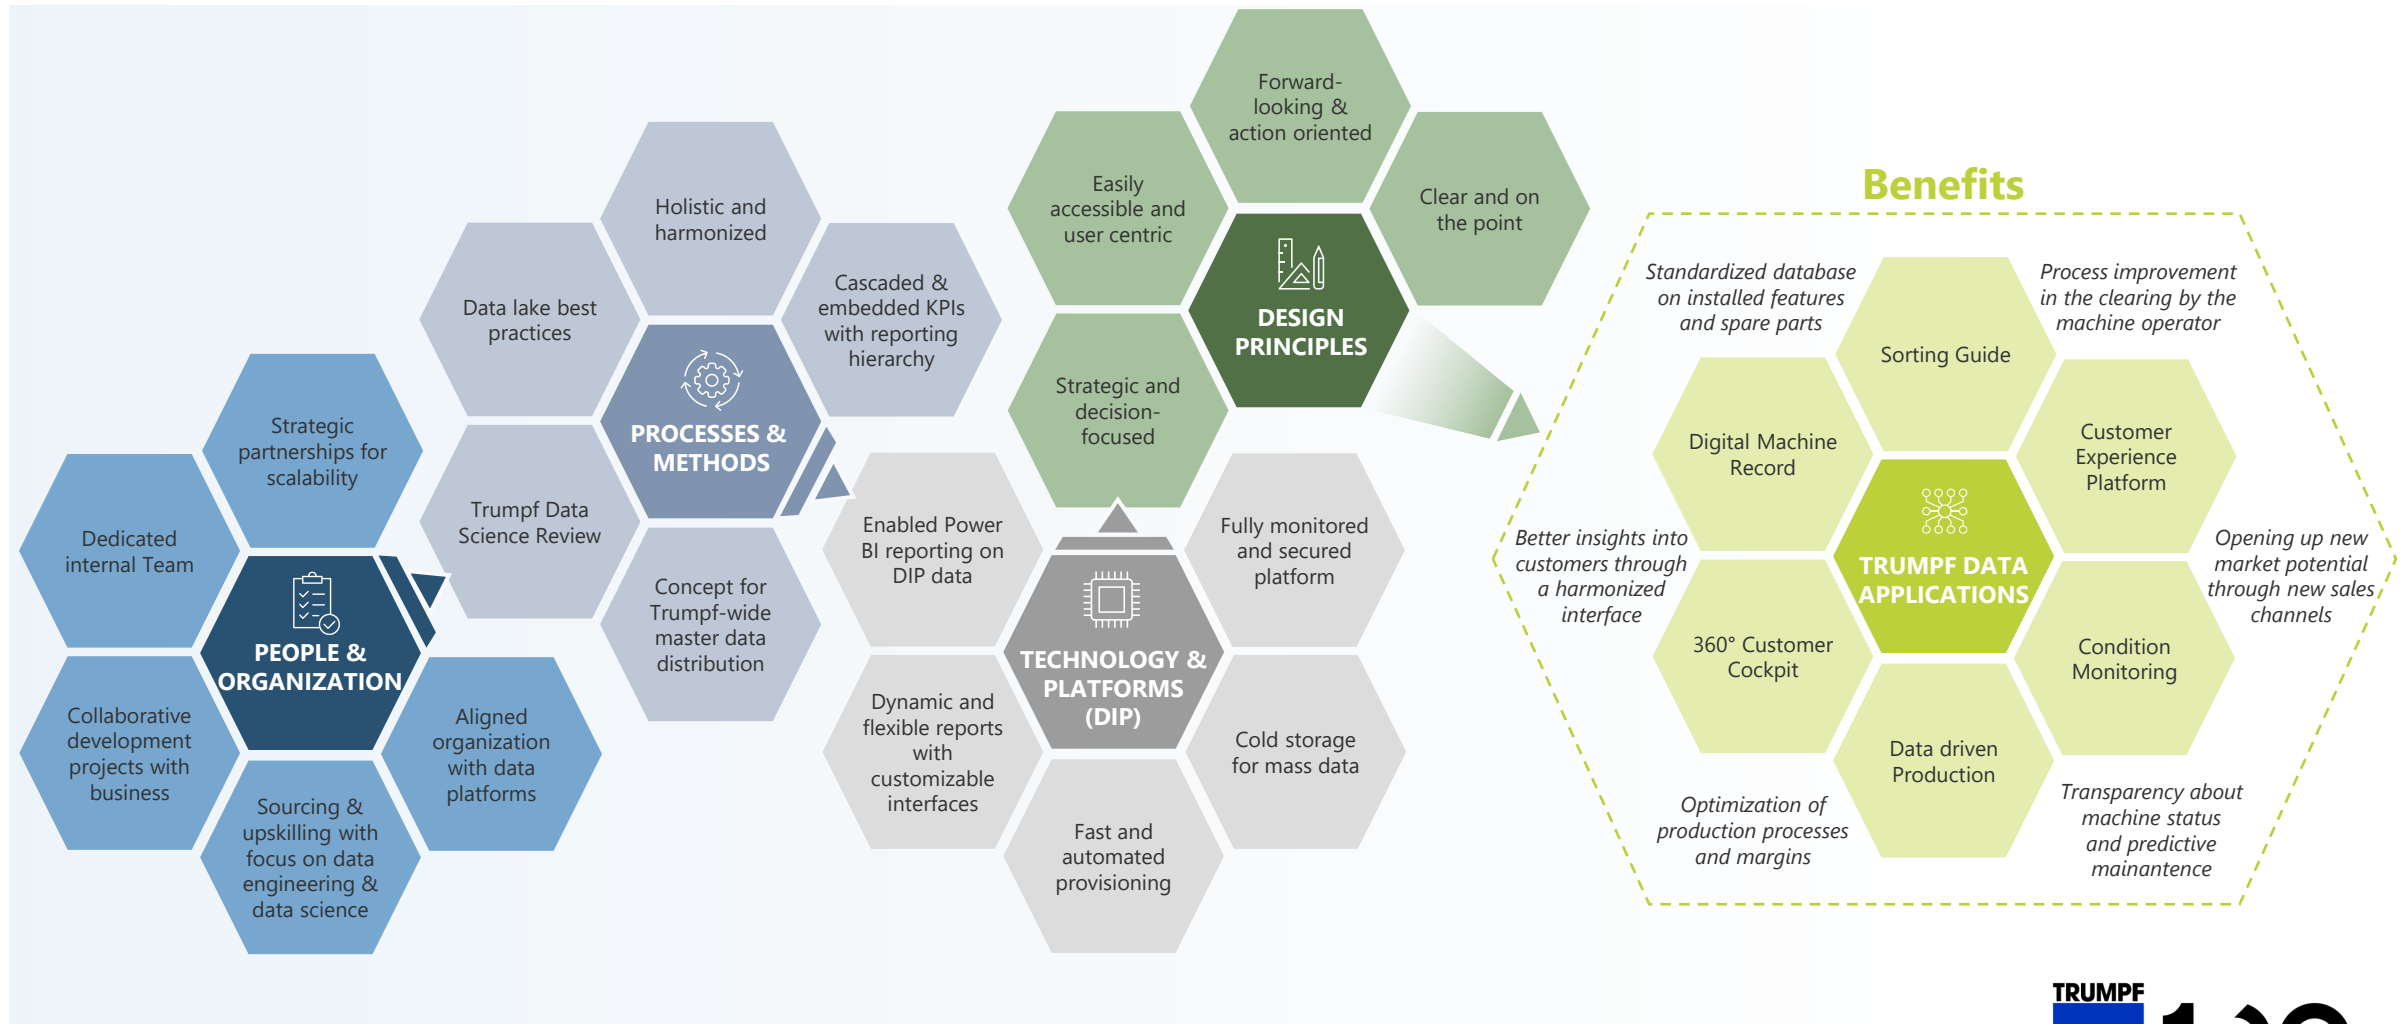 Strategic
partnerships for
scalability
Dedicated
internal Team
PEOPLE &
ORGANIZATION
Collaborative
development
projects with
business
Sourcing &
upskilling with
focus on data
engineering &
data science
Aligned
organization
with data
platforms
Holistic and
harmonized
Data lake best
practices
Cascaded &
embedded KPIs
with reporting
hierarchy
PROCESSES &
METHODS
Trumpf Data
Science Review
Concept for
Trumpf-wide
master data
distribution
Forward-
looking &
action oriented
Easily
accessible and
user centric
Clear and on
the point
DESIGN
PRINCIPLES
Strategic and
decision-
focused
Enabled Power
BI reporting on
DIP data
Fully monitored
and secured
platform
TECHNOLOGY &
PLATFORMS
(DIP)
Dynamic and
flexible reports
with
customizable
interfaces
Cold storage
for mass data
Fast and
automated
provisioning
Benefits
Standardized database
on installed features
and spare parts
Process improvement
in the clearing by the
machine operator
Sorting Guide
Digital Machine
Record
Customer
Experience
Platform
Better insights into
customers through
a harmonized
interface
TRUMPF DATA
APPLICATIONS
Opening up new
market potential
through new sales
channels
360° Customer
Cockpit
Condition
Monitoring
Data driven
Production
Optimization of
production processes
and margins
Transparency about
machine status
and predictive
mainantence
TRUMPF